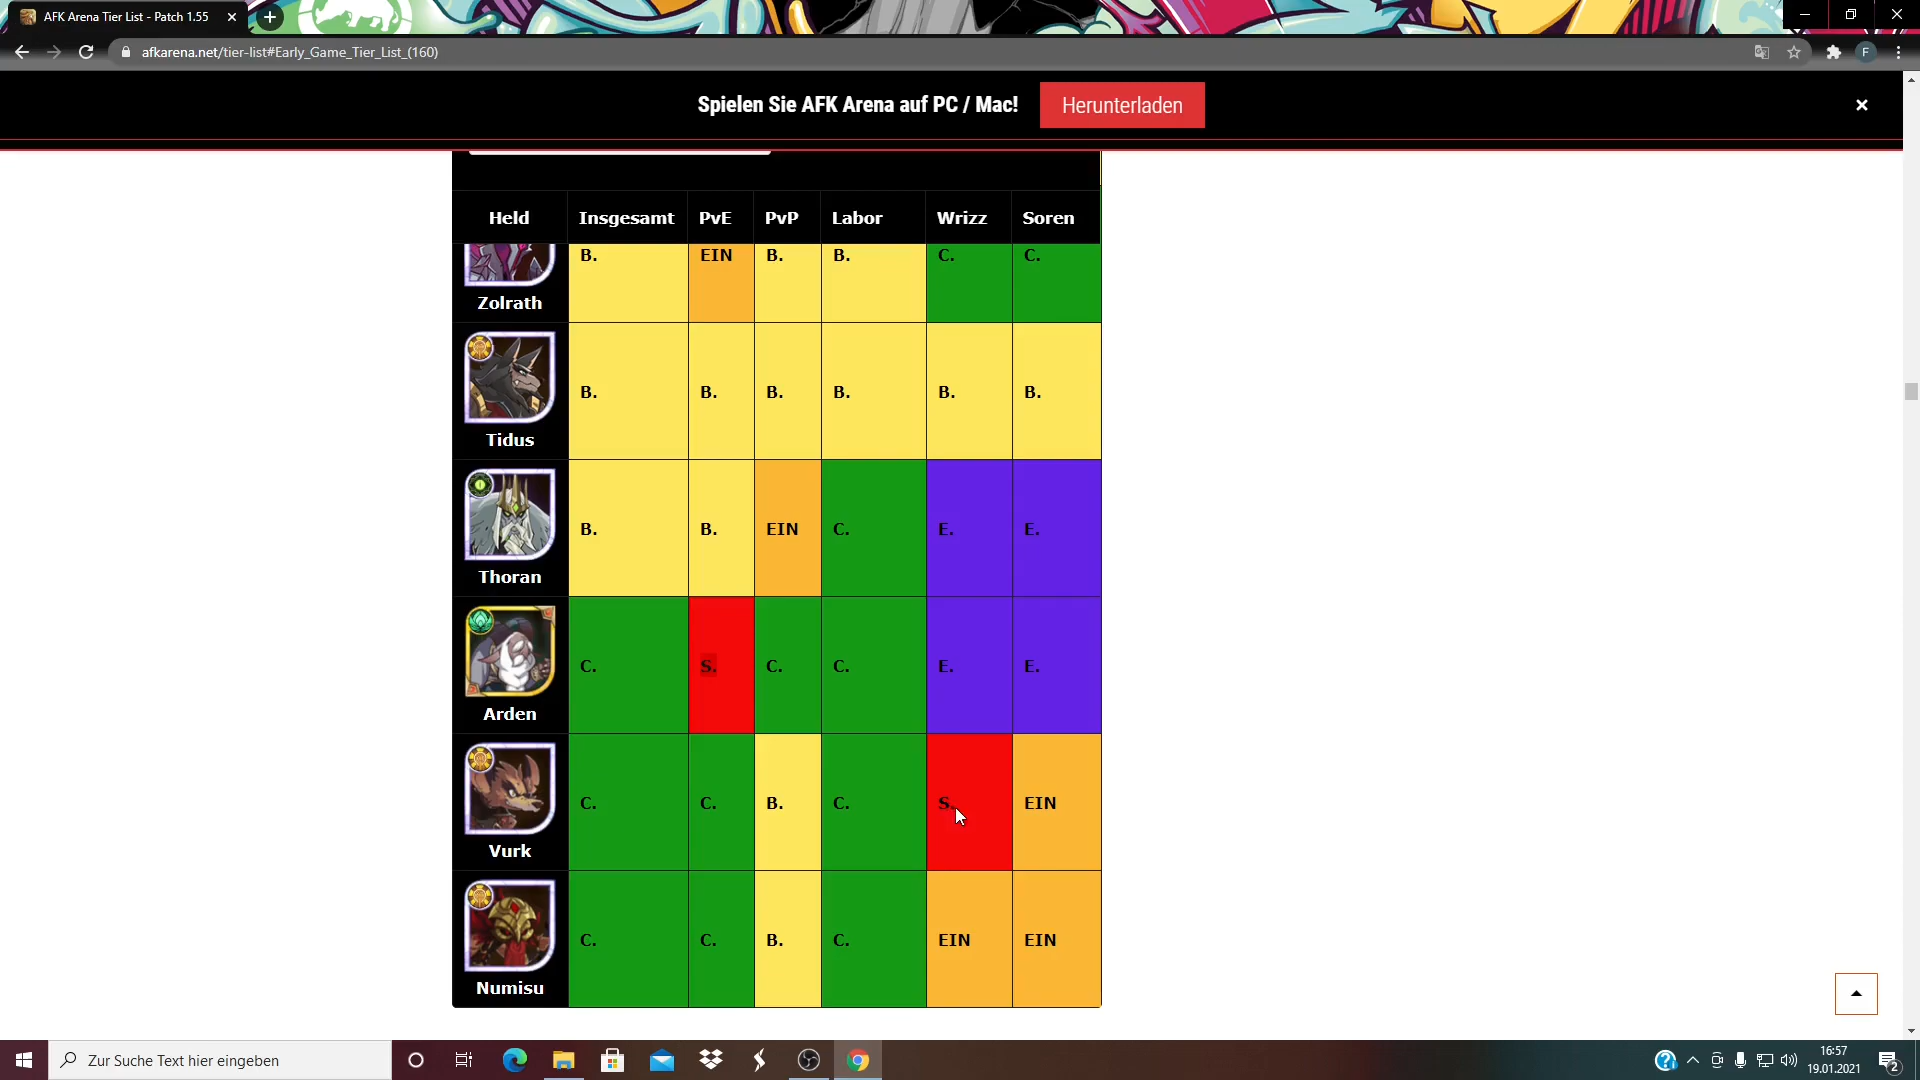 AFK Arena Tier List - Patch 1.55
afkarena.net/tier-list#Early_Game_Tier_List_(160)
F
Spielen Sie AFK Arena auf PC / Mac!
Herunterladen
Held Insgesamt PvE PvP Labor Wrizz Soren
Zolrath B. EIN B. B. C. C.
Tidus B. B. B. B. B. B.
Thoran B. B. EIN C. E. E.
Arden C. S. C. C. E. E.
Vurk C. C. B. C. S. EIN
Numisu C. C. B. C. EIN EIN
Zur Suche Text hier eingeben
16:57
19.01.2021
2